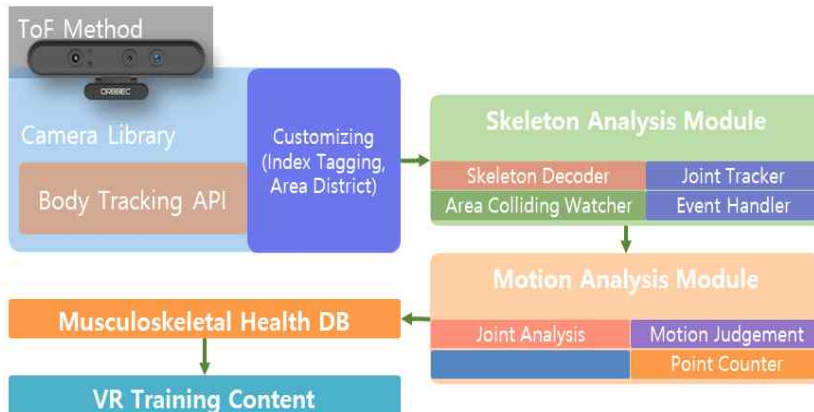 ToF Method
ORBBEC
Camera Library
Body Tracking API
Customizing
(Index Tagging,
Area District)
Skeleton Analysis Module
Skeleton Decoder
Joint Tracker
Area Colliding Watcher
Event Handler
Motion Analysis Module
Joint Analysis
Motion Judgement
Point Counter
Musculoskeletal Health DB
VR Training Content